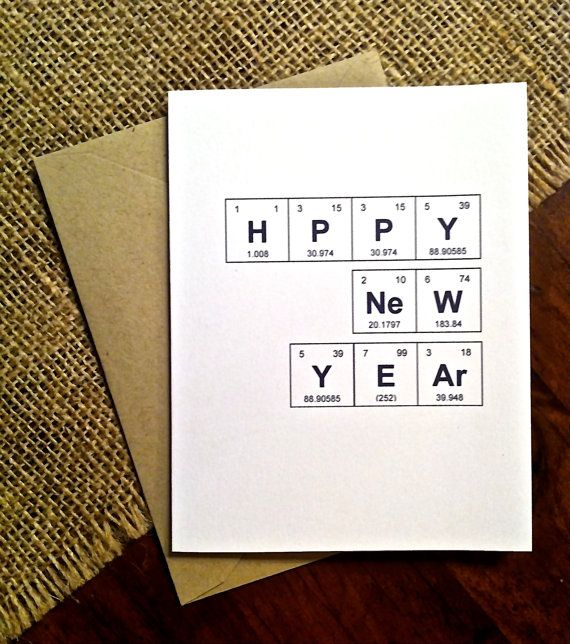 1 1 3 15 3 15 5 39
H P P Y
1.008 30.974 30.974 88.90585
2 10 6 74
Ne W
20.1797 183.84
5 39 7 99 3 18
Y E Ar
88.90585 (252) 39.948